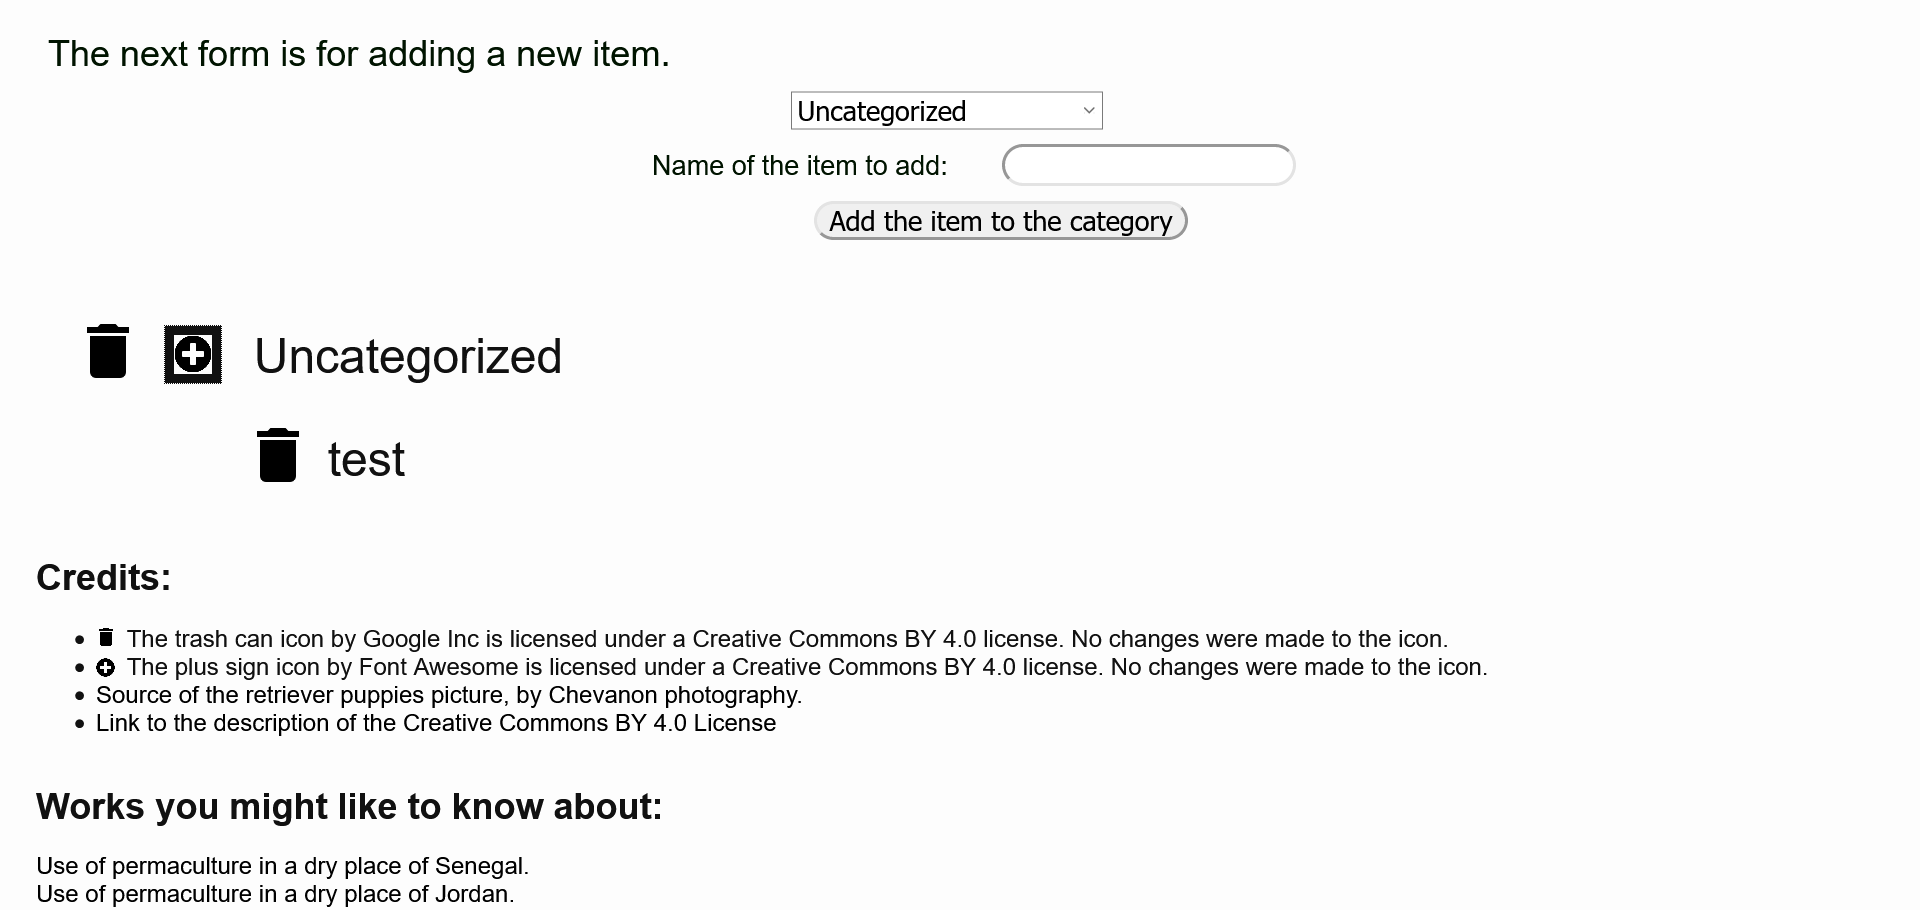 The next form is for adding a new item.
Uncategorized
Name of the item to add:
Add the item to the category
Uncategorized
test
Credits:
The trash can icon by Google Inc is licensed under a Creative Commons BY 4.0 license. No changes were made to the icon.
The plus sign icon by Font Awesome is licensed under a Creative Commons BY 4.0 license. No changes were made to the icon.
Source of the retriever puppies picture, by Chevanon photography.
Link to the description of the Creative Commons BY 4.0 License
Works you might like to know about:
Use of permaculture in a dry place of Senegal.
Use of permaculture in a dry place of Jordan.